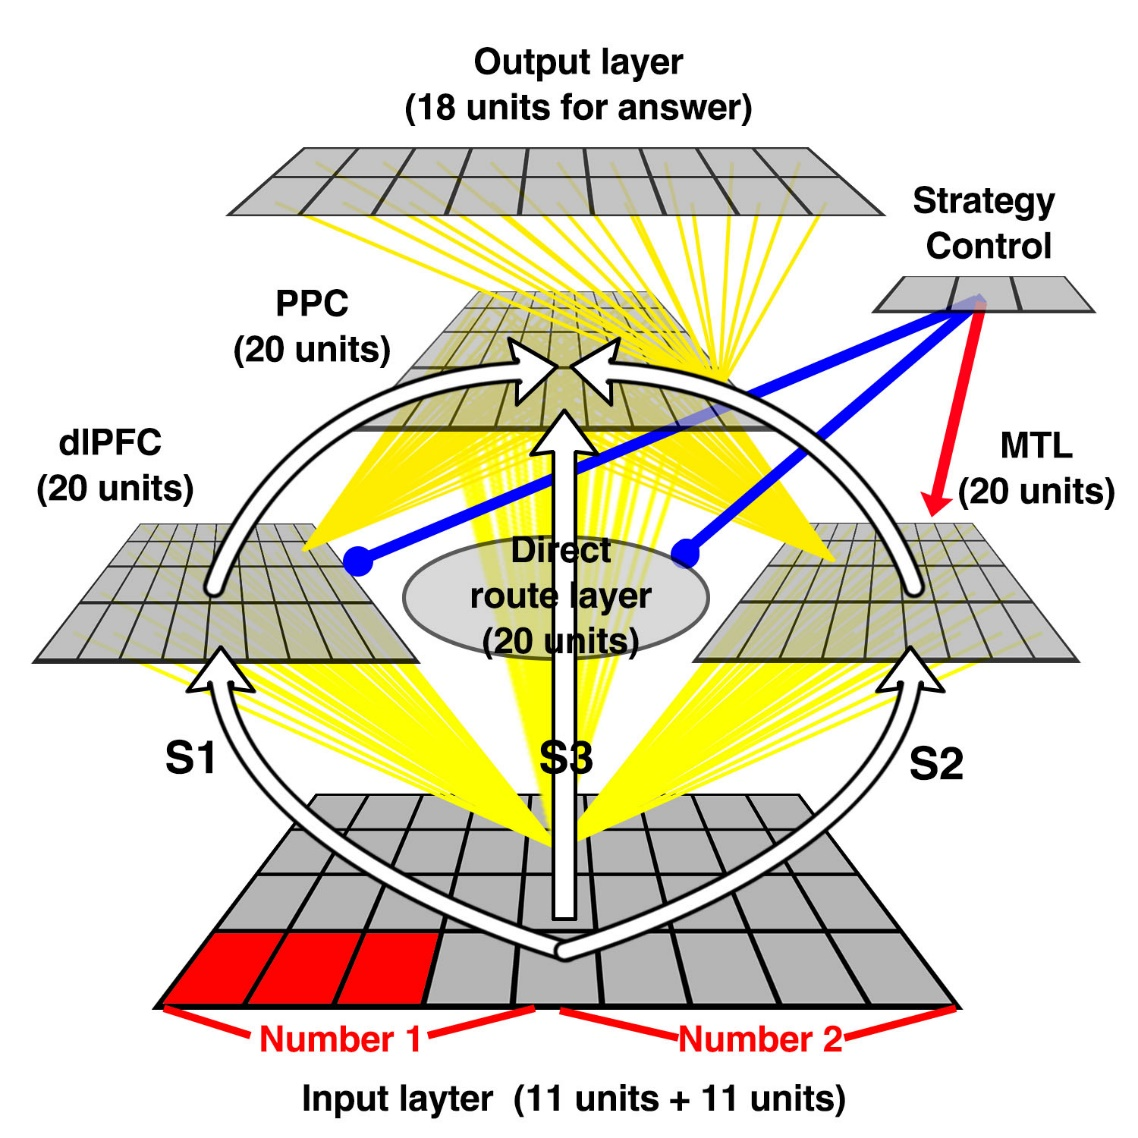 Output layer
(18 units for answer)
Strategy
Control
PPC
(20 units)
dlPFC
(20 units)
MTL
(20 units)
Direct
route layer
(20 units)
S1
S3
S2
Number 1
Number 2
Input layter (11 units + 11 units)